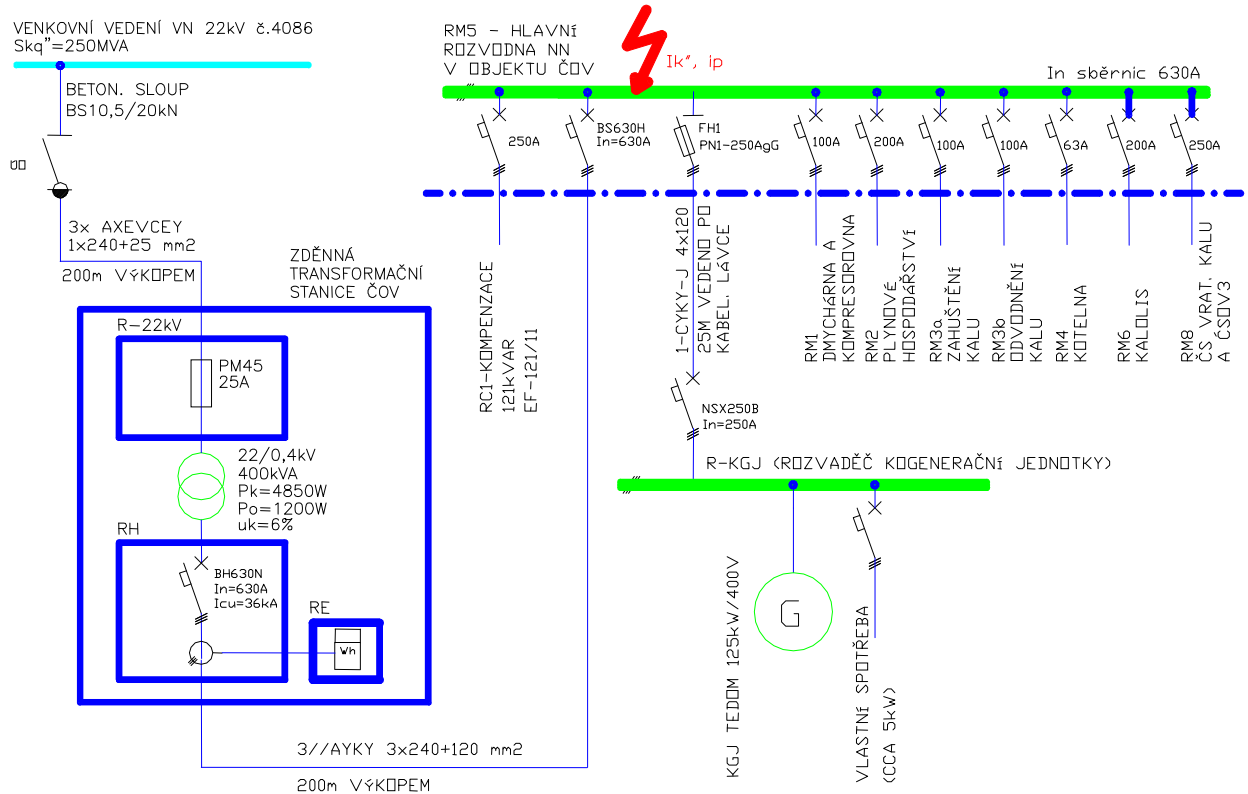 VENKOVNÍ VEDENÍ VN 22kV č.4086
Skq"=250MVA
BETON. SLOUP
BS10,5/20kN
ÚO
3x AXEVCEY
1x240+25 mm2
200m VÝKOPEM
ZDĚNNÁ
TRANSFORMAČNÍ
STANICE ČOV
R-22kV
PM45
25A
22/0,4kV
400kVA
Pk=4850W
Po=1200W
uk=6%
RH
BH630N
In=630A
Icu=36kA
RE
Wh
3//AYKY 3x240+120 mm2
200m VÝKOPEM
RM5 - HLAVNÍ
ROZVODNA NN
V OBJEKTU ČOV
Ik", ip
In sběrnic 630A
250A
BS630H
In=630A
FH1
PN1-250AgG
100A
200A
100A
100A
63A
200A
250A
RC1-KOMPENZACE
121kVAR
EF-121/11
1-CYKY-J 4x120
25M VEDENO PO
KABEL. LÁVCE
RM1
DMYCHÁRNA A
KOMPRESOROVNA
RM2
PLYNOVÉ
HOSPODÁŘSTVÍ
RM3a
ZAHUŠTĚNÍ
KALU
RM3b
ODVODNĚNÍ
KALU
RM4
KOTELNA
RM6
KALOLIS
RM8
ČS VRAT. KALU
A ČSOV3
NSX250B
In=250A
R-KGJ (ROZVADĚČ KOGENERAČNÍ JEDNOTKY)
G
KGJ TEDOM 125kW/400V
VLASTNÍ SPOTŘEBA
(CCA 5kW)